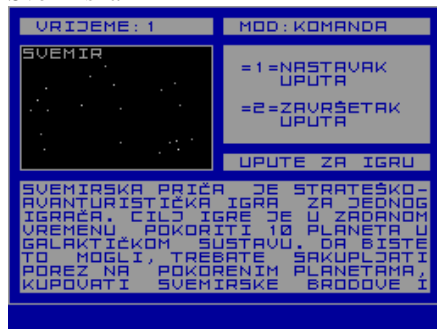 VRIJEME:1
MOD:KOMANDA
SVEMIR
=1=NASTAVAK
UPUTA
=2=ZAVRŠETAK
UPUTA
UPUTE ZA IGRU
SVEMIRSKA PRIČA JE STRATEŠKO-
AVANTURISTIČKA IGRA ZA JEDNOG
IGRAČA. CILJ IGRE JE U ZADANOM
VREMENU POKORITI 10 PLANETA U
GALAKTIČKOM SUSTAVU. DA BISTE
TO MOGLI, TREBATE SAKUPLJATI
POREZ NA POKORENIM PLANETAMA,
KUPOVATI SVEMIRSKE BRODOVE I